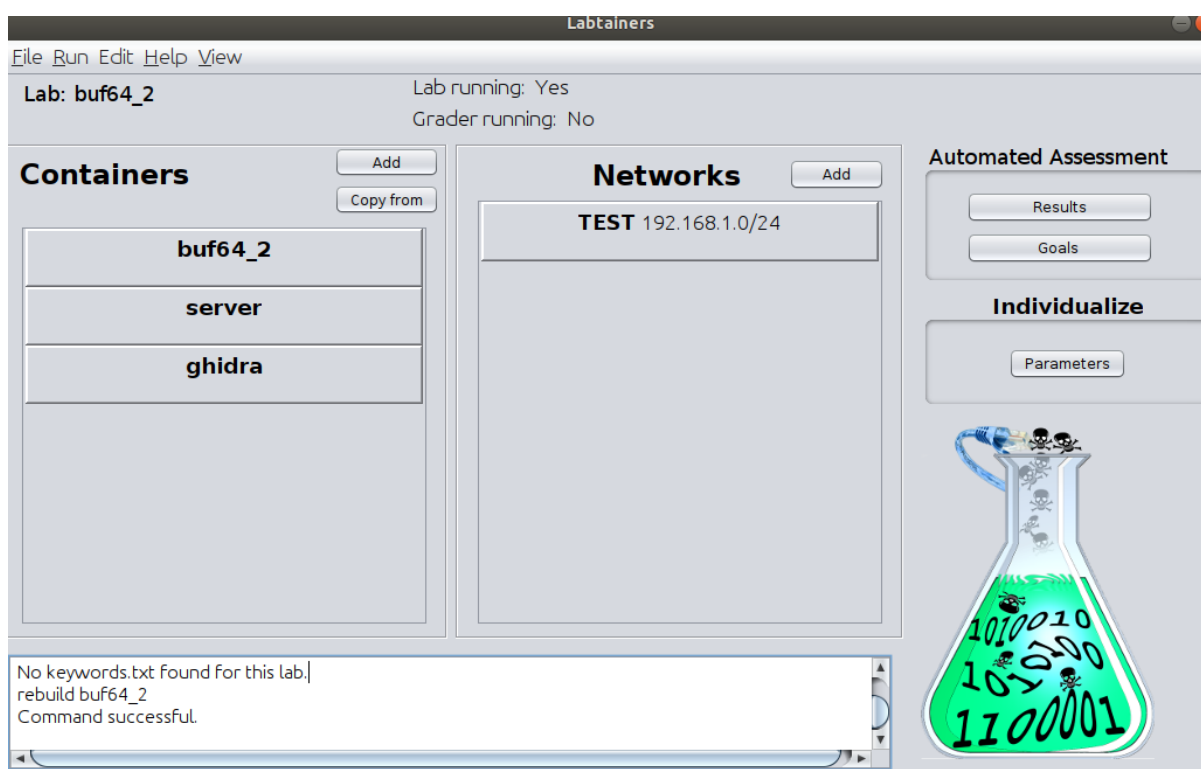 Labtainers
File Run Edit Help View
Lab: buf64_2
Lab running: Yes
Grader running: No
Containers
Add
Copy from
buf64_2
server
ghidra
Networks
Add
TEST 192.168.1.0/24
Automated Assessment
Results
Goals
Individualize
Parameters
1010010
1010100
1100001
No keywords.txt found for this lab.
rebuild buf64_2
Command successful.